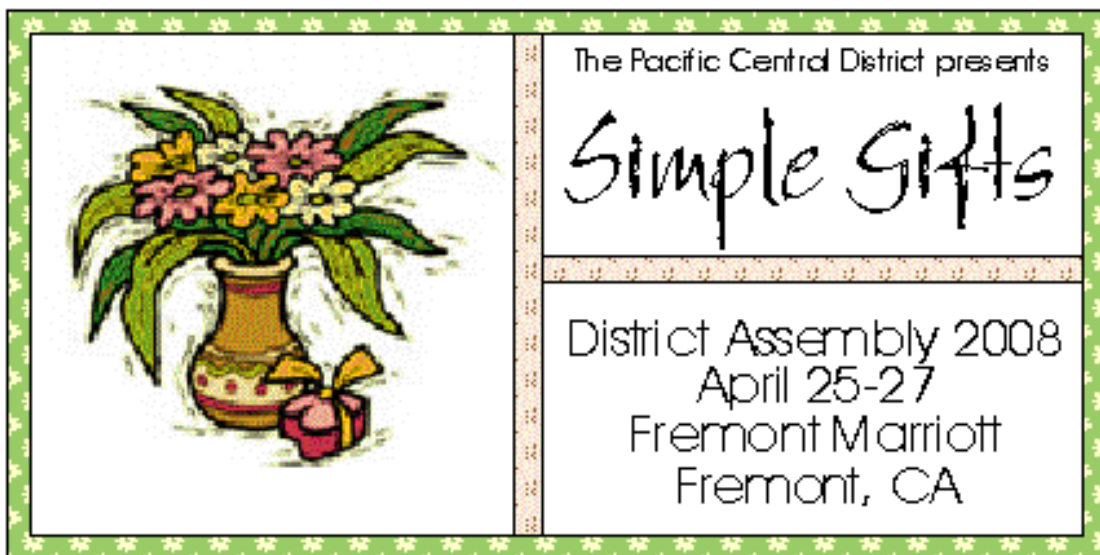 The Pacific Central District presents
Simple Gifts
District Assembly 2008
April 25-27
Fremont Marriott
Fremont, CA